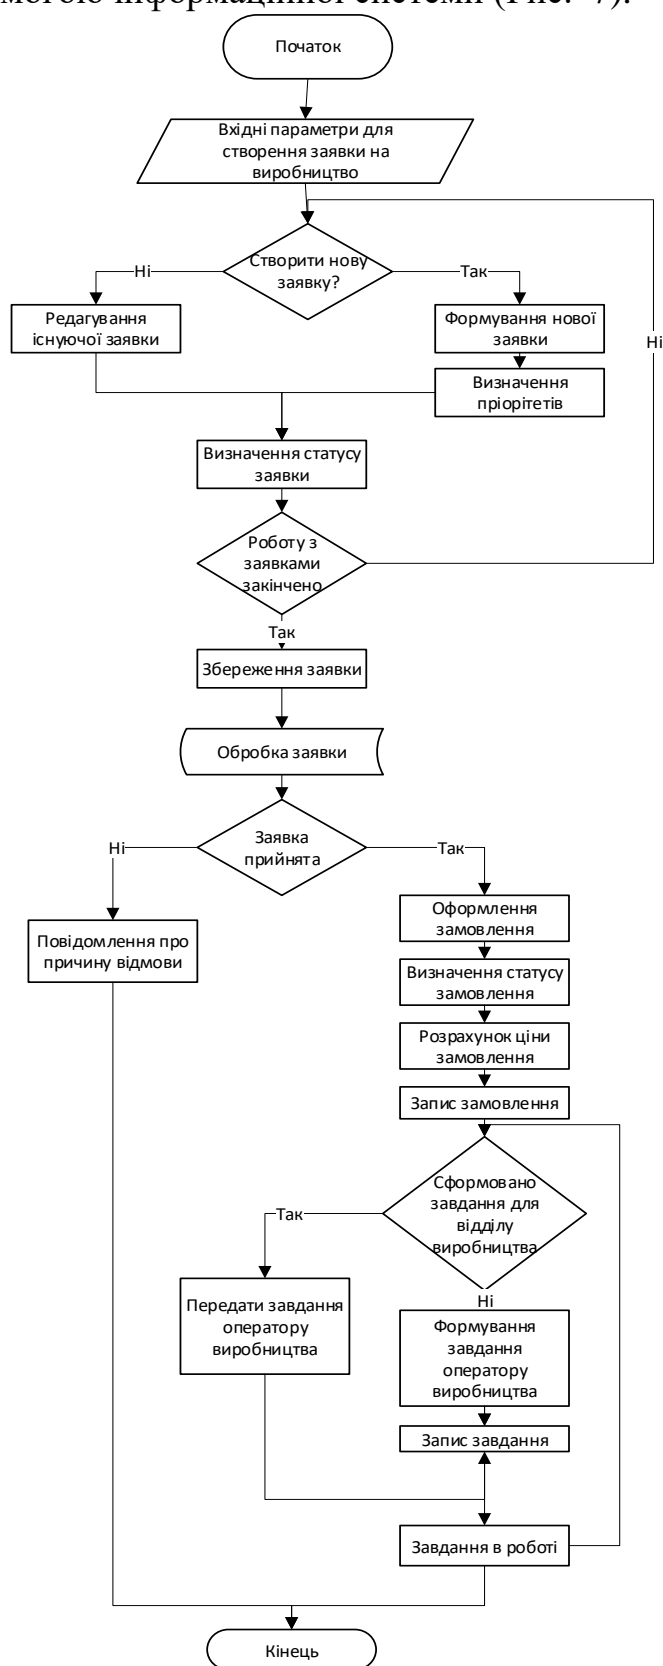 могою інформаційної системи (Рис. 7).
Початок
Вхідні параметри для
створення заявки на
виробництво
Створити нову
заявку?
Ні
Так
Редагування
існуючої заявки
Формування нової
заявки
Ні
Визначення
пріорітетів
Визначення статусу
заявки
Роботу з
заявками
закінчено
Так
Збереження заявки
Обробка заявки
Заявка
прийнята
Ні
Так
Повідомлення про
причину відмови
Оформлення
замовлення
Визначення статусу
замовлення
Розрахунок ціни
замовлення
Запис замовлення
Сформовано
завдання для
відділу
виробництва
Так
Ні
Передати завдання
оператору
виробництва
Формування
завдання
оператору
виробництва
Запис завдання
Завдання в роботі
Кінець